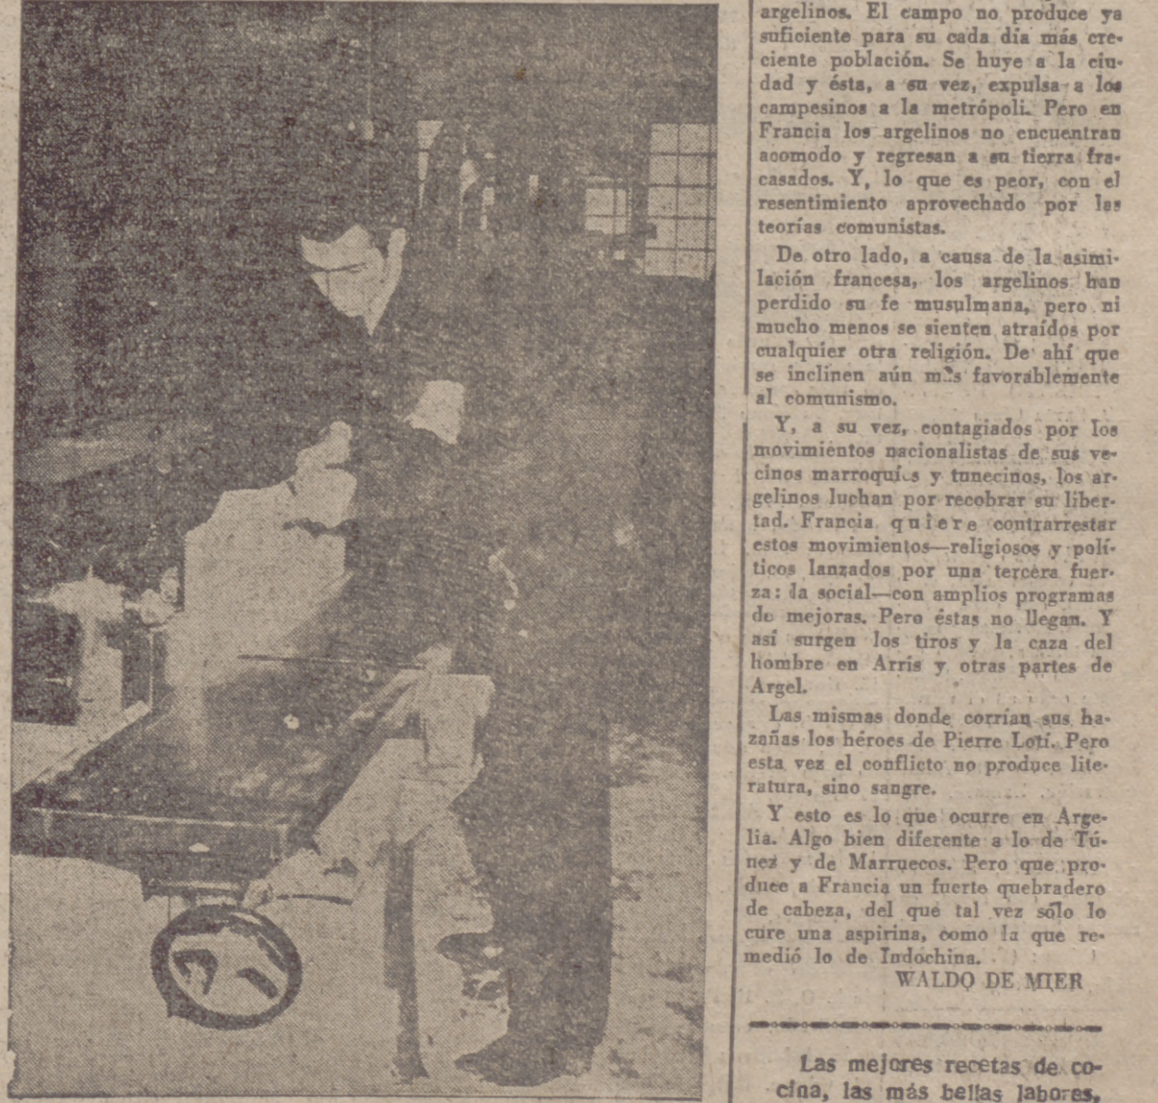 argelinos. El campo no produce ya
suficiente para su cada día más cre-
ciente población. Se huye a la ciu-
dad y ésta, a su vez, expulsa a los
campesinos a la metrópoli. Pero en
Francia los argelinos no encuentran
acomodo y regresan a su tierra fra-
casados. Y, lo que es peor, con el
resentimiento aprovechado por las
teorías comunistas.
De otro lado, a causa de la asimi-
lación francesa, los argelinos han
perdido su fe musulmana, pero ni
mucho menos se sienten atraídos por
cualquier otra religión. De ahí que
se inclinen aún más favorablemente
al comunismo.
Y, a su vez, contagiados por los
movimientos nacionalistas de sus ve-
cinos marroquíes y tunecinos, los ar-
gelinos luchan por recobrar su liber-
tad. Francia quiere contrarrestar
estos movimientos—religiosos y polí-
ticos lanzados por una tercera fuer-
za: la social—con amplios programas
de mejoras. Pero éstas no llegan. Y
así surgen los tiros y la caza del
hombre en Arris y otras partes de
Argel.
Las mismas donde corrían sus ha-
zañas los héroes de Pierre Lotí. Pero
esta vez el conflicto no produce lite-
ratura, sino sangre.
Y esto es lo que ocurre en Arge-
lia. Algo bien diferente a lo de Tú-
nez y de Marruecos. Pero que pro-
duce a Francia un fuerte quebradero
de cabeza, del que tal vez sólo lo
cure una aspirina, como la que re-
medió lo de Indochina.
WALDO DE MIER
Las mejores recetas de co-
cina, las más bellas labores,